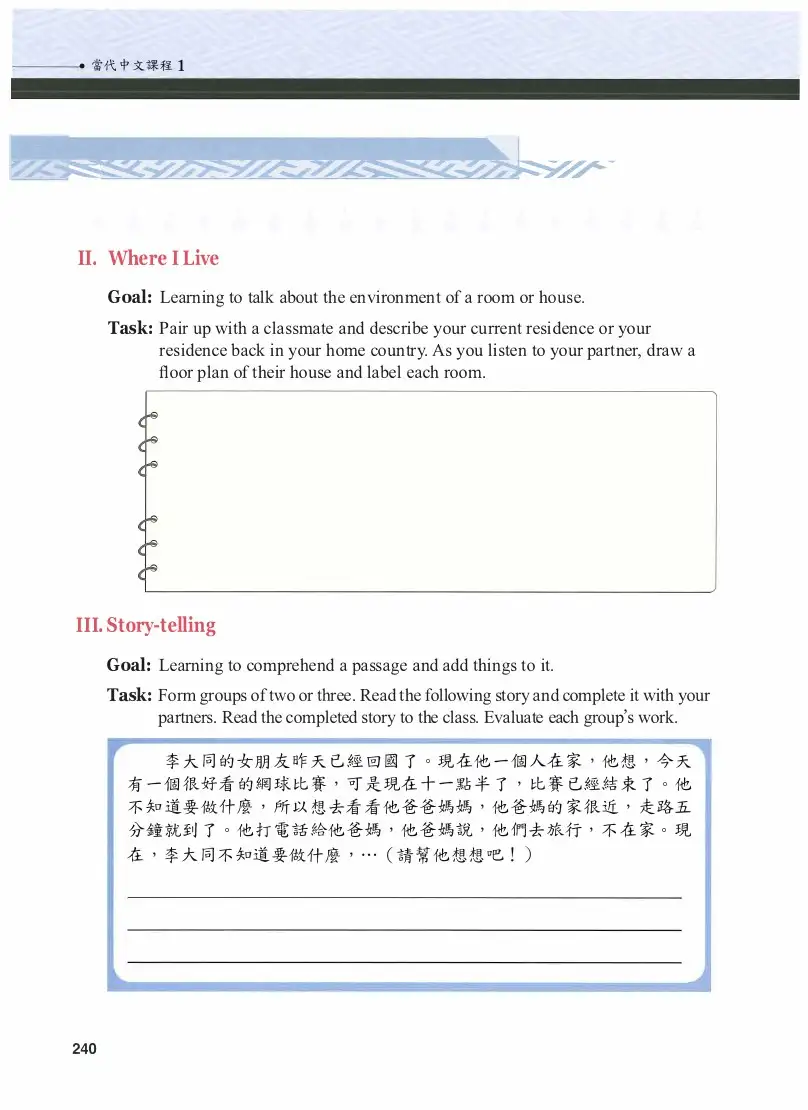 當代中文課程 1
II. Where I Live
Goal: Learning to talk about the environment of a room or house.
Task: Pair up with a classmate and describe your current residence or your
residence back in your home country. As you listen to your partner, draw a
floor plan of their house and label each room.
III. Story-telling
Goal: Learning to comprehend a passage and add things to it.
Task: Form groups of two or three. Read the following story and complete it with your
partners. Read the completed story to the class. Evaluate each group's work.
李大同的女朋友昨天已經回國了。現在他一個人在家，他想，今天
有一個很好看的網球比賽，可是現在十一點半了，比賽已經結束了。他
不知道要做什麼，所以想去看看他爸爸媽媽，他爸媽的家很近，走路五
分鐘就到了。他打電話給他爸媽，他爸媽說，他們去旅行，不在家。現
在，李大同不知道要做什麼，…（請幫他想想吧！）
240